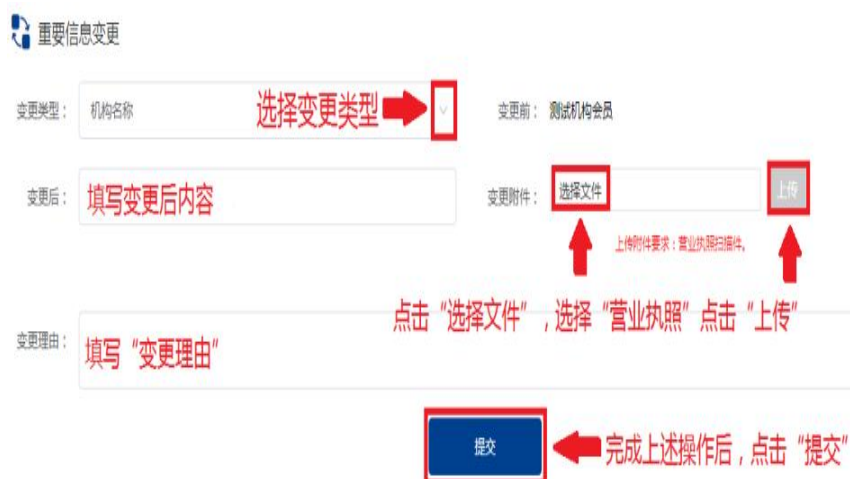 重要信息变更
变更类型： 机构名称 选择变更类型 变更前： 测试机构会员
变更后： 填写变更后内容 变更附件： 选择文件 上传
上传附件要求：营业执照扫描件。
点击“选择文件”，选择“营业执照”点击“上传”
变更理由： 填写“变更理由”
提交 完成上述操作后，点击“提交”